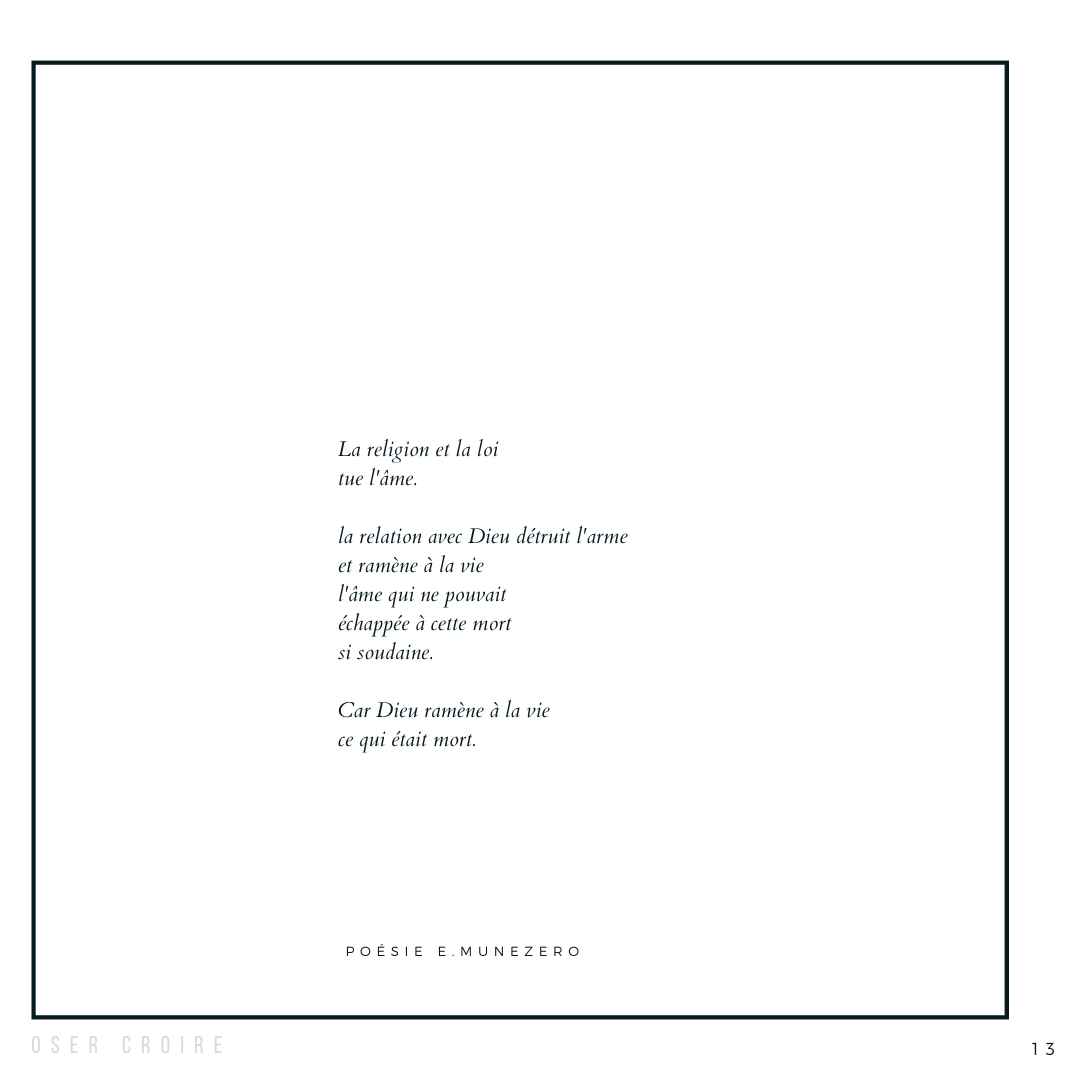 La religion et la loi
tue l'âme.
la relation avec Dieu détruit l'arme
et ramène à la vie
l'âme qui ne pouvait
échappée à cette mort
si soudaine.
Car Dieu ramène à la vie
ce qui était mort.
POÉSIE E.MUNEZERO
OSER CROIRE
13